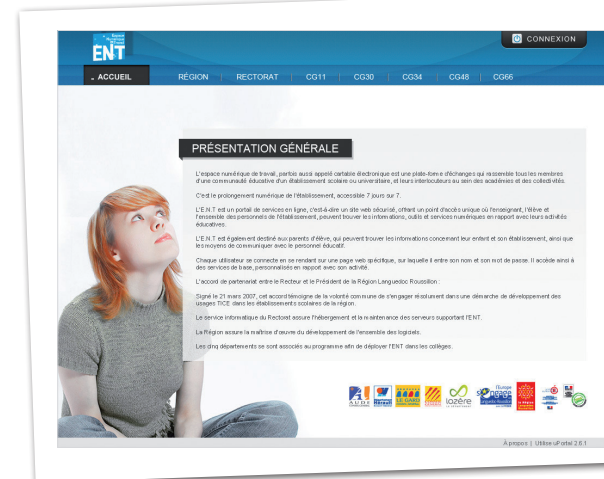 Espace
Numérique
ENT
CONNEXION
ACCUEIL
RÉGION | RECTORAT | CG11 | CG30 | CG34 | CG48 | CG66
PRÉSENTATION GÉNÉRALE
L'espace numérique de travail, parfois aussi appelé cartable électronique est une plate-forme d'échanges qui rassemble tous les membres
d'une communauté éducative d'un établissement scolaire ou universitaire, et leurs interlocuteurs au sein des académies et des collectivités.
C'est le prolongement numérique de l'établissement, accessible 7 jours sur 7.
L'E.N.T est un portail de services en ligne, c'est-à-dire un site web sécurisé, offrant un point d'accès unique où l'enseignant, l'élève et
l'ensemble des personnels de l'établissement, peuvent trouver les informations, outils et services numériques en rapport avec leurs activités
éducatives.
L'E.N.T est également destiné aux parents d'élève, qui peuvent trouver les informations concernant leur enfant et son établissement, ainsi que
les moyens de communiquer avec le personnel éducatif.
Chaque utilisateur se connecte en se rendant sur une page web spécifique, sur laquelle il entre son nom et son mot de passe. Il accède ainsi à
des services de base, personnalisés en rapport avec son activité.
L'accord de partenariat entre le Recteur et le Président de la Région Languedoc Roussillon :
Signé le 21 mars 2007, cet accord témoigne de la volonté commune de s'engager résolument dans une démarche de développement des
usages TICE dans les établissements scolaires de la région.
Le service informatique du Rectorat assure l'hébergement et la maintenance des serveurs supportant l'ENT.
La Région assure la maîtrise d'œuvre du développement de l'ensemble des logiciels.
Les cinq départements se sont associés au programme afin de déployer l'ENT dans les collèges.
AUDE
Hérault
LE GARD
lozère
l'Europe
s'engage
A propos | Utilise uPortal 2.6.1